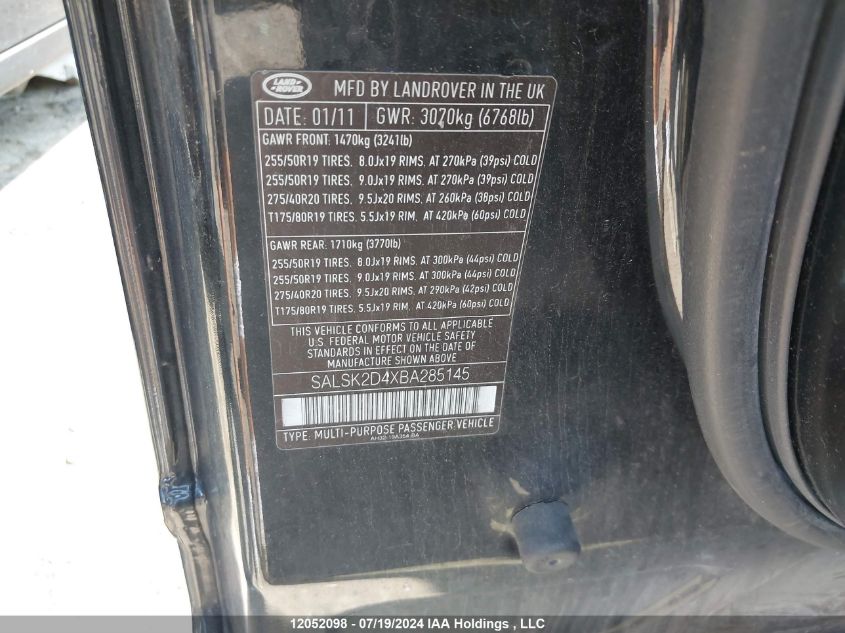 LAND-
ROVER
MFD BY LANDROVER IN THE UK
DATE: 01/11 GWR: 3070kg (6768lb)
GAWR FRONT: 1470kg (3241lb)
255/50R19 TIRES. 8.0Jx19 RIMS. AT 270kPa (39psi) COLD
255/50R19 TIRES. 9.0Jx19 RIMS. AT 270kPa (39psi) COLD
275/40R20 TIRES. 9.5Jx20 RIMS. AT 260kPa (38psi) COLD
T175/80R19 TIRES. 5.5Jx19 RIM. AT 420kPa (60psi) COLD
GAWR REAR: 1710kg (3770lb)
255/50R19 TIRES. 8.0Jx19 RIMS. AT 300kPa (44psi) COLD
255/50R19 TIRES. 9.0Jx19 RIMS. AT 300kPa (44psi) COLD
275/40R20 TIRES. 9.5Jx20 RIMS. AT 290kPa (42psi) COLD
T175/80R19 TIRES. 5.5Jx19 RIM. AT 420kPa (60psi) COLD
THIS VEHICLE CONFORMS TO ALL APPLICABLE
U.S. FEDERAL MOTOR VEHICLE SAFETY
STANDARDS IN EFFECT ON THE DATE OF
MANUFACTURE SHOWN ABOVE
SALSK2D4XBA285145
TYPE: MULTI-PURPOSE PASSENGER VEHICLE
12052098 - 07/19/2024 IAA Holdings , LLC